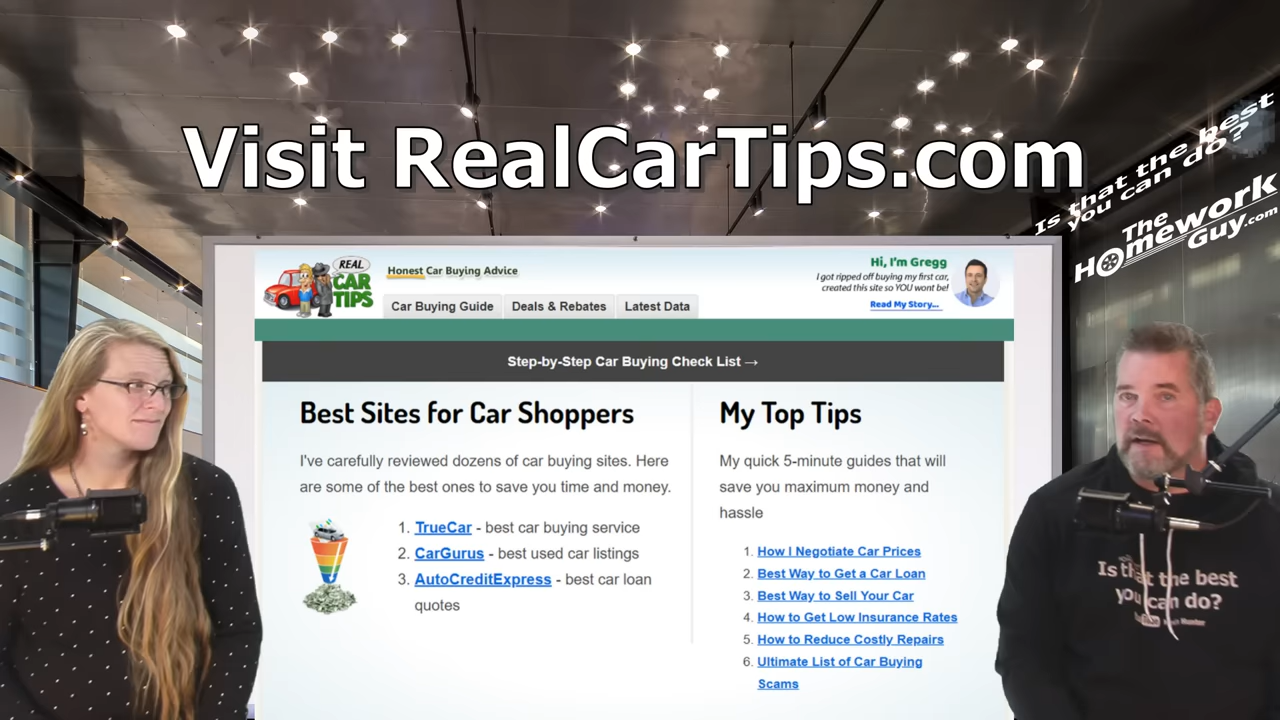 Visit RealCarTips.com
Is that the best
you can do?
The
Homework
Guy.com
REAL
CAR
TIPS
Honest Car Buying Advice
Hi, I'm Gregg
I got ripped off buying my first car,
created this site so YOU wont be!
Read My Story...
Car Buying Guide
Deals & Rebates
Latest Data
Step-by-Step Car Buying Check List →
Best Sites for Car Shoppers
I've carefully reviewed dozens of car buying sites. Here
are some of the best ones to save you time and money.
1. TrueCar - best car buying service
2. CarGurus - best used car listings
3. AutoCreditExpress - best car loan
quotes
My Top Tips
My quick 5-minute guides that will
save you maximum money and
hassle
1. How I Negotiate Car Prices
2. Best Way to Get a Car Loan
3. Best Way to Sell Your Car
4. How to Get Low Insurance Rates
5. How to Reduce Costly Repairs
6. Ultimate List of Car Buying
Scams
Is that the best
you can do?